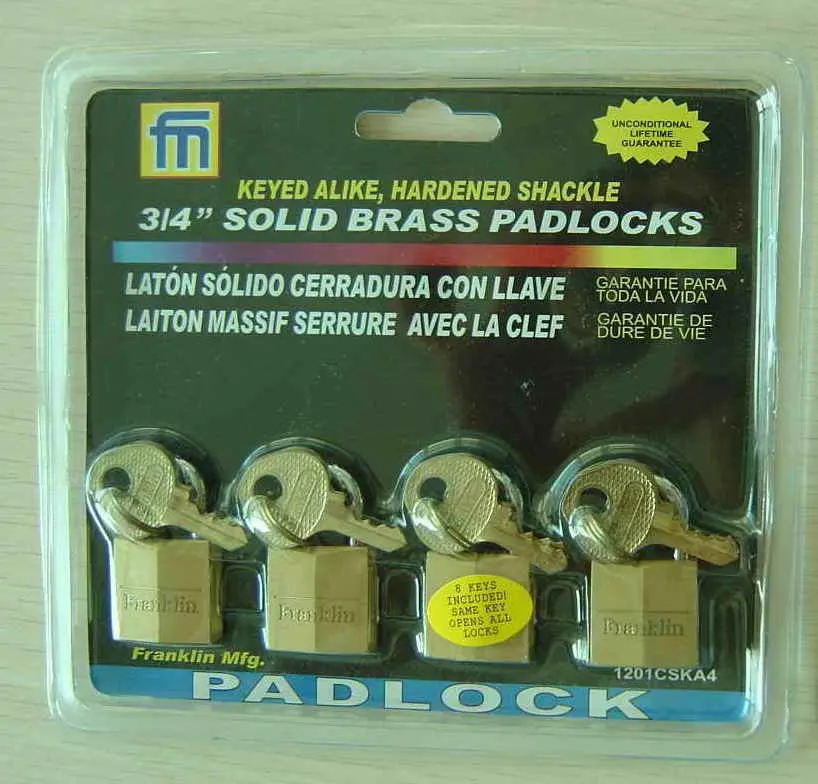 fm
UNCONDITIONAL
LIFETIME
GUARANTEE
KEYED ALIKE, HARDENED SHACKLE
3/4” SOLID BRASS PADLOCKS
LATÓN SÓLIDO CERRADURA CON LLAVE
GARANTIE PARA
TODA LA VIDA
LAITON MASSIF SERRURE AVEC LA CLEF
GARANTIE DE
DURE DE VIE
Franklin
Franklin
8 KEYS
INCLUDED!
SAME KEY
OPENS ALL
LOCKS
Franklin
Franklin Mfg.
1201CSKA4
PADLOCK